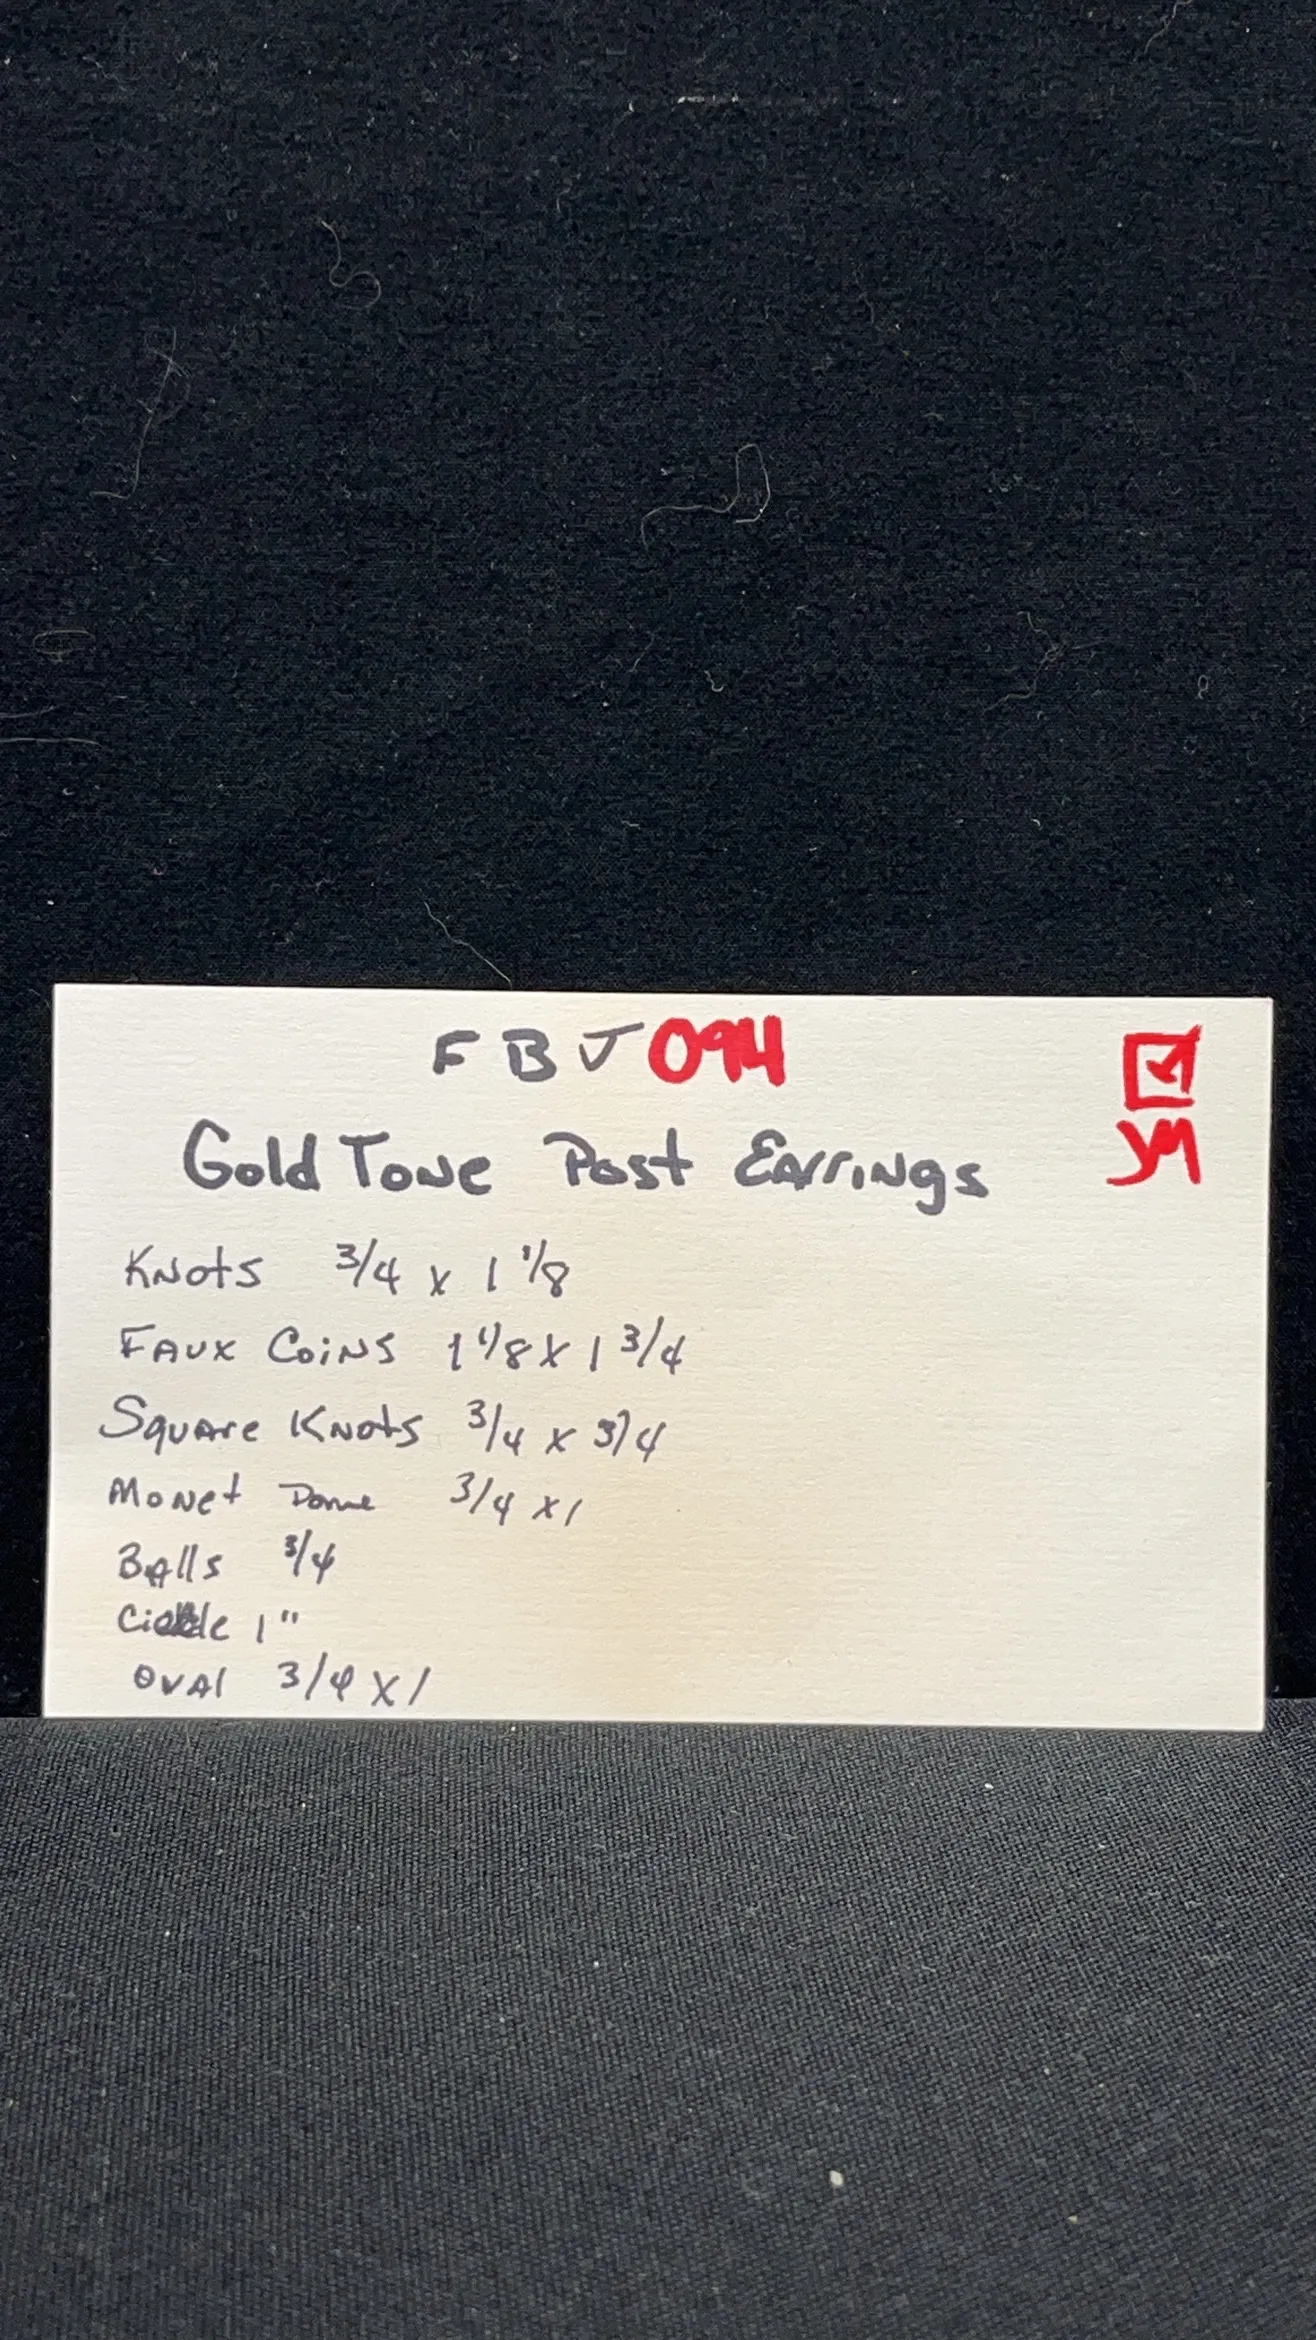 FBJ094
Gold Tone Post Earrings
Knots 3/4 x 1 1/8
Faux Coins 1 1/8 x 1 3/4
Square Knots 3/4 x 3/4
Monet Dome 3/4 x 1
Balls 3/4
1"
Oval 3/4 x 1